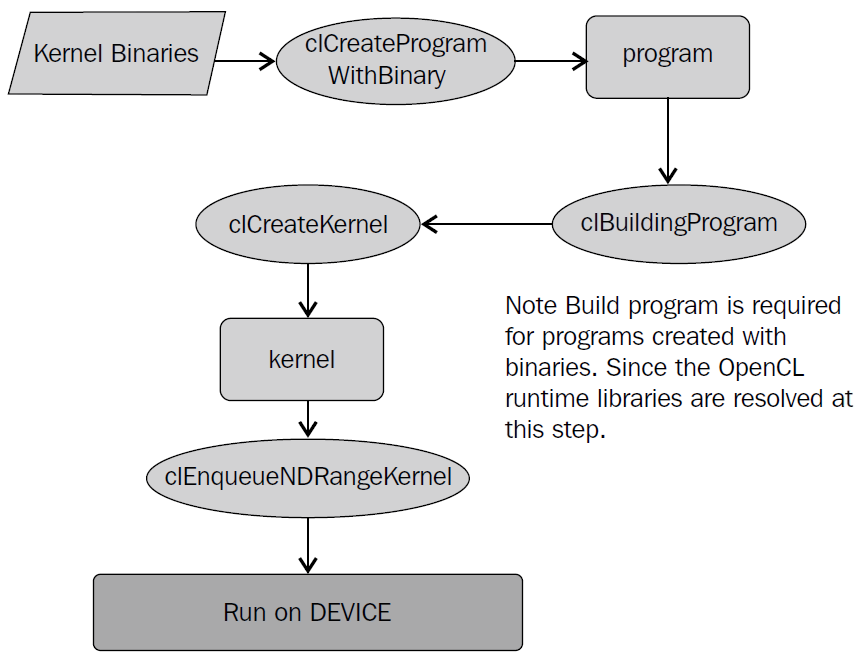 Kernel Binaries
clCreateProgram
WithBinary
program
clBuildingProgram
clCreateKernel
Note Build program is required
for programs created with
binaries. Since the OpenCL
runtime libraries are resolved at
this step.
kernel
clEnqueueNDRangeKernel
Run on DEVICE